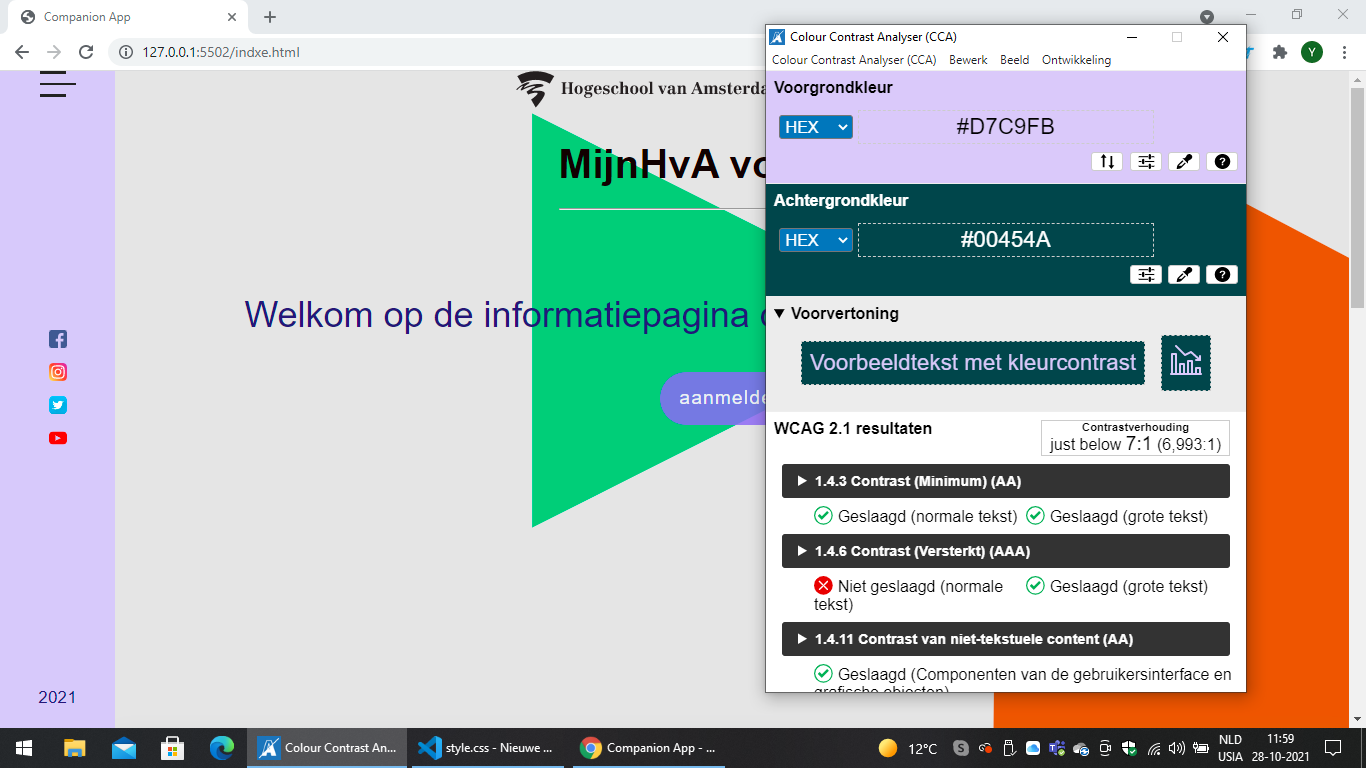 Companion App
127.0.0.1:5502/indxe.html
Y
Hogeschool van Amsterda
MijnHvA vo
Welkom op de informatiepagina
aanmelde
2021
Colour Contrast Analyser (CCA)
Colour Contrast Analyser (CCA) Bewerk Beeld Ontwikkeling
Voorgrondkleur
HEX #D7C9FB
Achtergrondkleur
HEX #00454A
▼ Voorvertoning
Voorbeeldtekst met kleurcontrast
WCAG 2.1 resultaten
Contrastverhouding
just below 7:1 (6,993:1)
1.4.3 Contrast (Minimum) (AA)
Geslaagd (normale tekst) Geslaagd (grote tekst)
1.4.6 Contrast (Versterkt) (AAA)
Niet geslaagd (normale Geslaagd (grote tekst)
tekst)
1.4.11 Contrast van niet-tekstuele content (AA)
Geslaagd (Componenten van de gebruikersinterface en
grafische objecten)
Colour Contrast An... style.css - Nieuwe ... Companion App - ...
12°C
NLD
USIA
11:59
28-10-2021